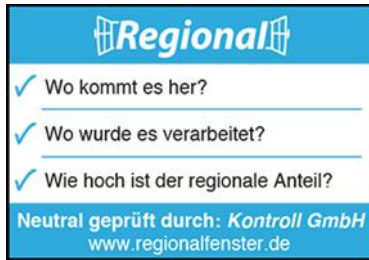 Regional
Wo kommt es her?
Wo wurde es verarbeitet?
Wie hoch ist der regionale Anteil?
Neutral geprüft durch: Kontroll GmbH
www.regionalfenster.de